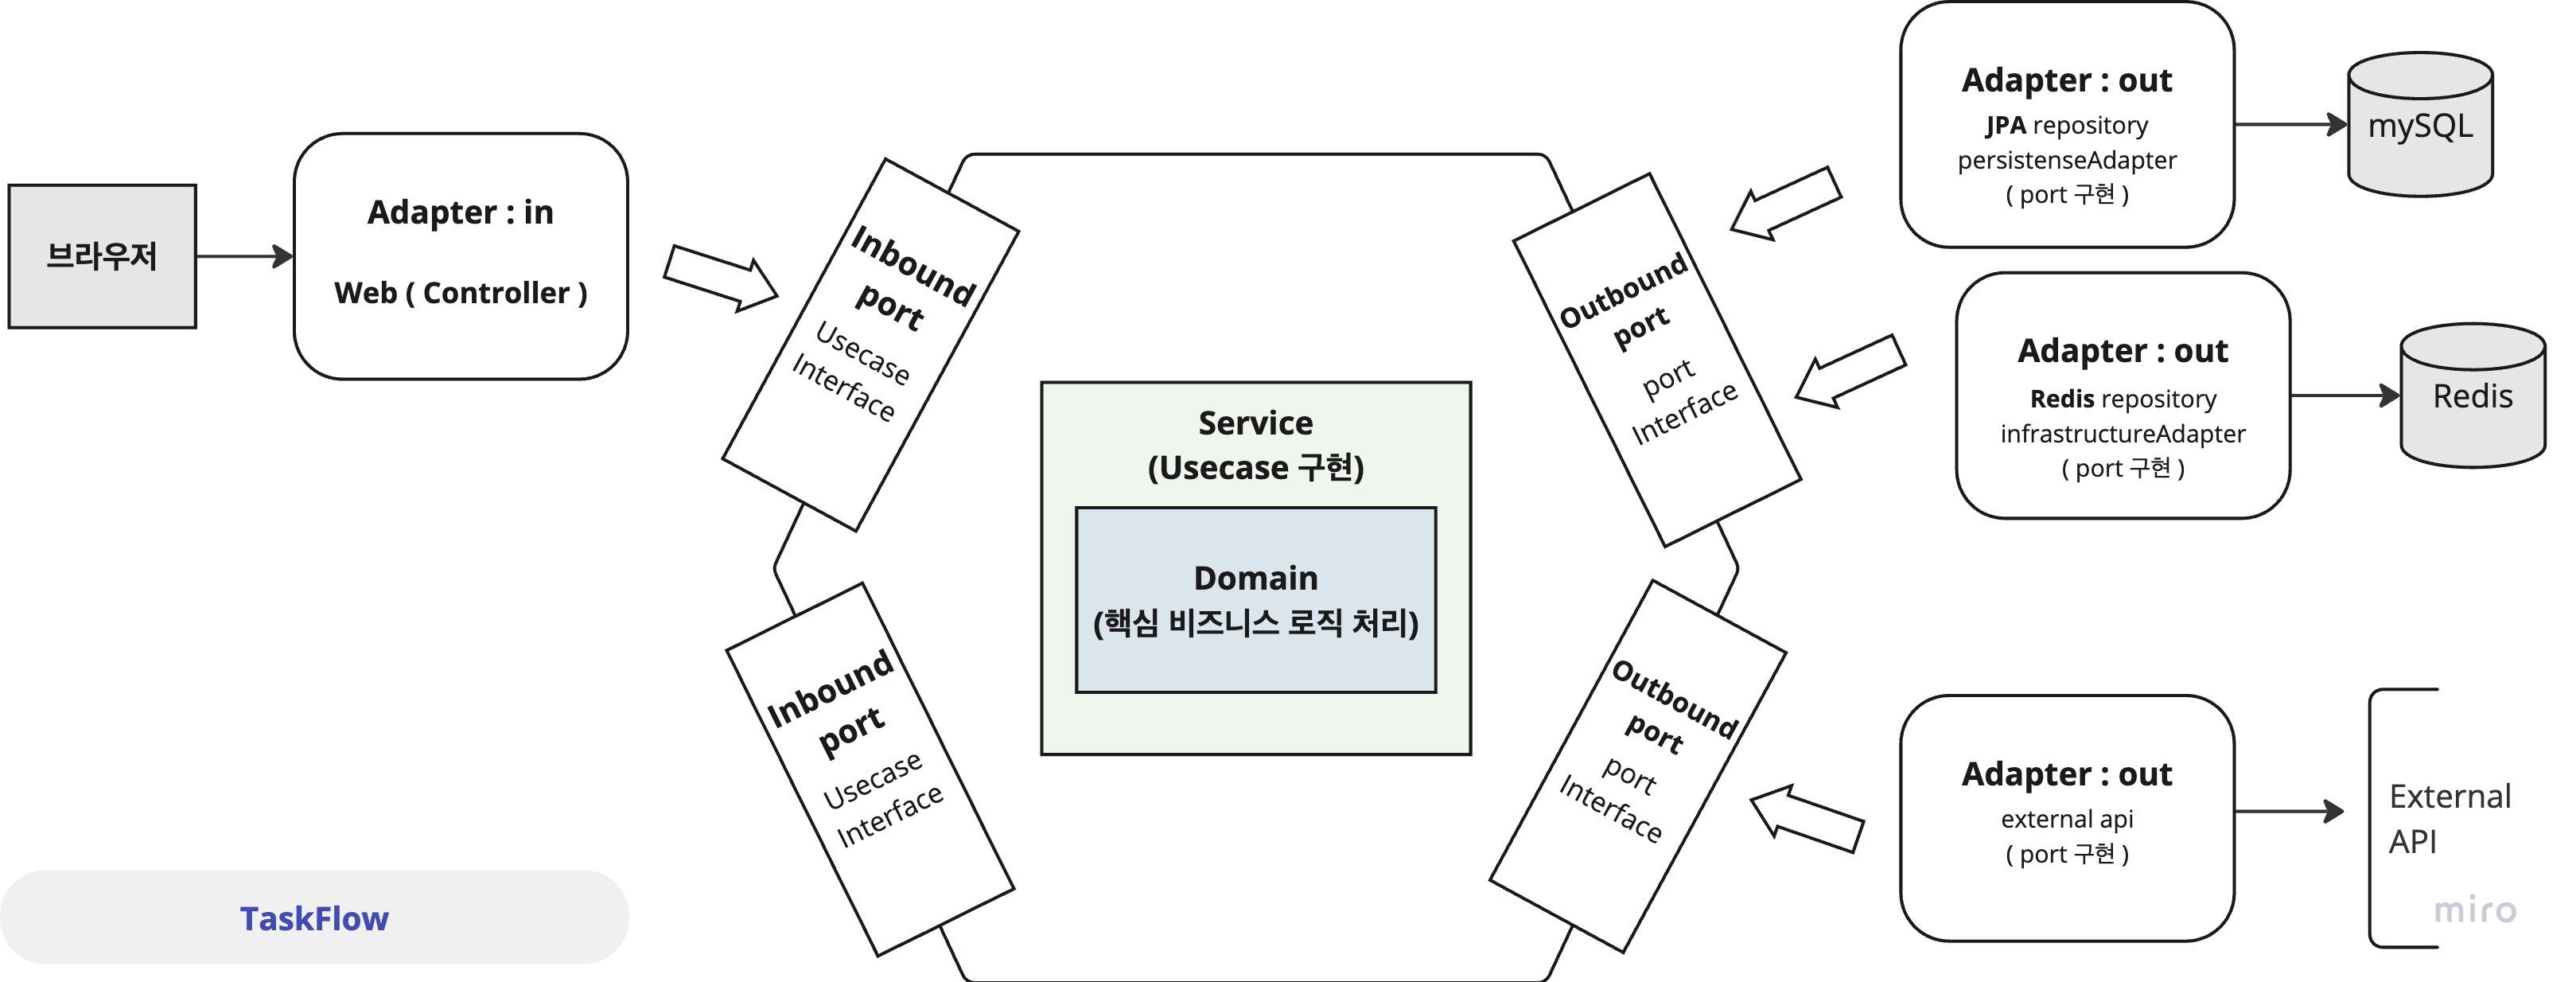 브라우저
Adapter : in
Web ( Controller )
Inbound
port
Usecase
Interface
Inbound
port
Usecase
Interface
Service
(Usecase 구현)
Domain
(핵심 비즈니스 로직 처리)
Outbound
port
port
Interface
Outbound
port
port
Interface
Adapter : out
JPA repository
persistenseAdapter
( port 구현 )
mySQL
Adapter : out
Redis repository
infrastructureAdapter
( port 구현 )
Redis
Adapter : out
external api
( port 구현 )
External
API
TaskFlow
miro